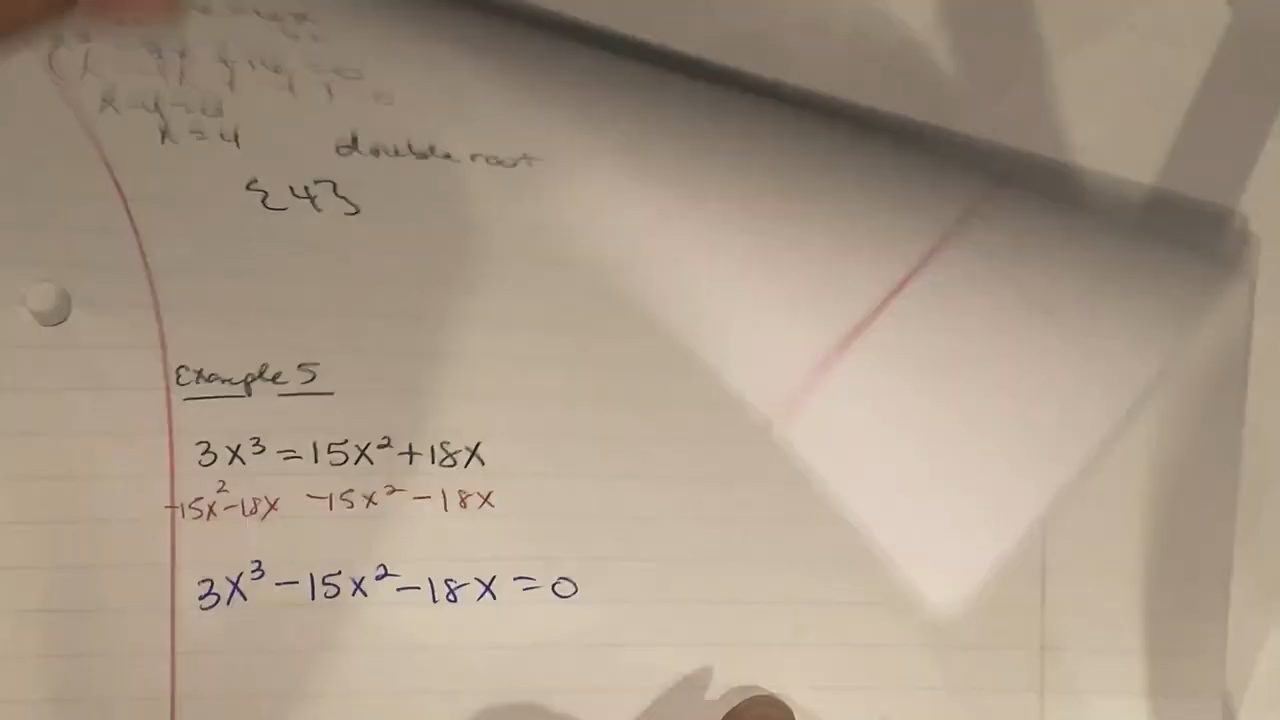 x = 4
double root
{4}
Example 5
3x³ = 15x² + 18x
-15x² - 18x -15x² - 18x
3x³ - 15x² - 18x = 0